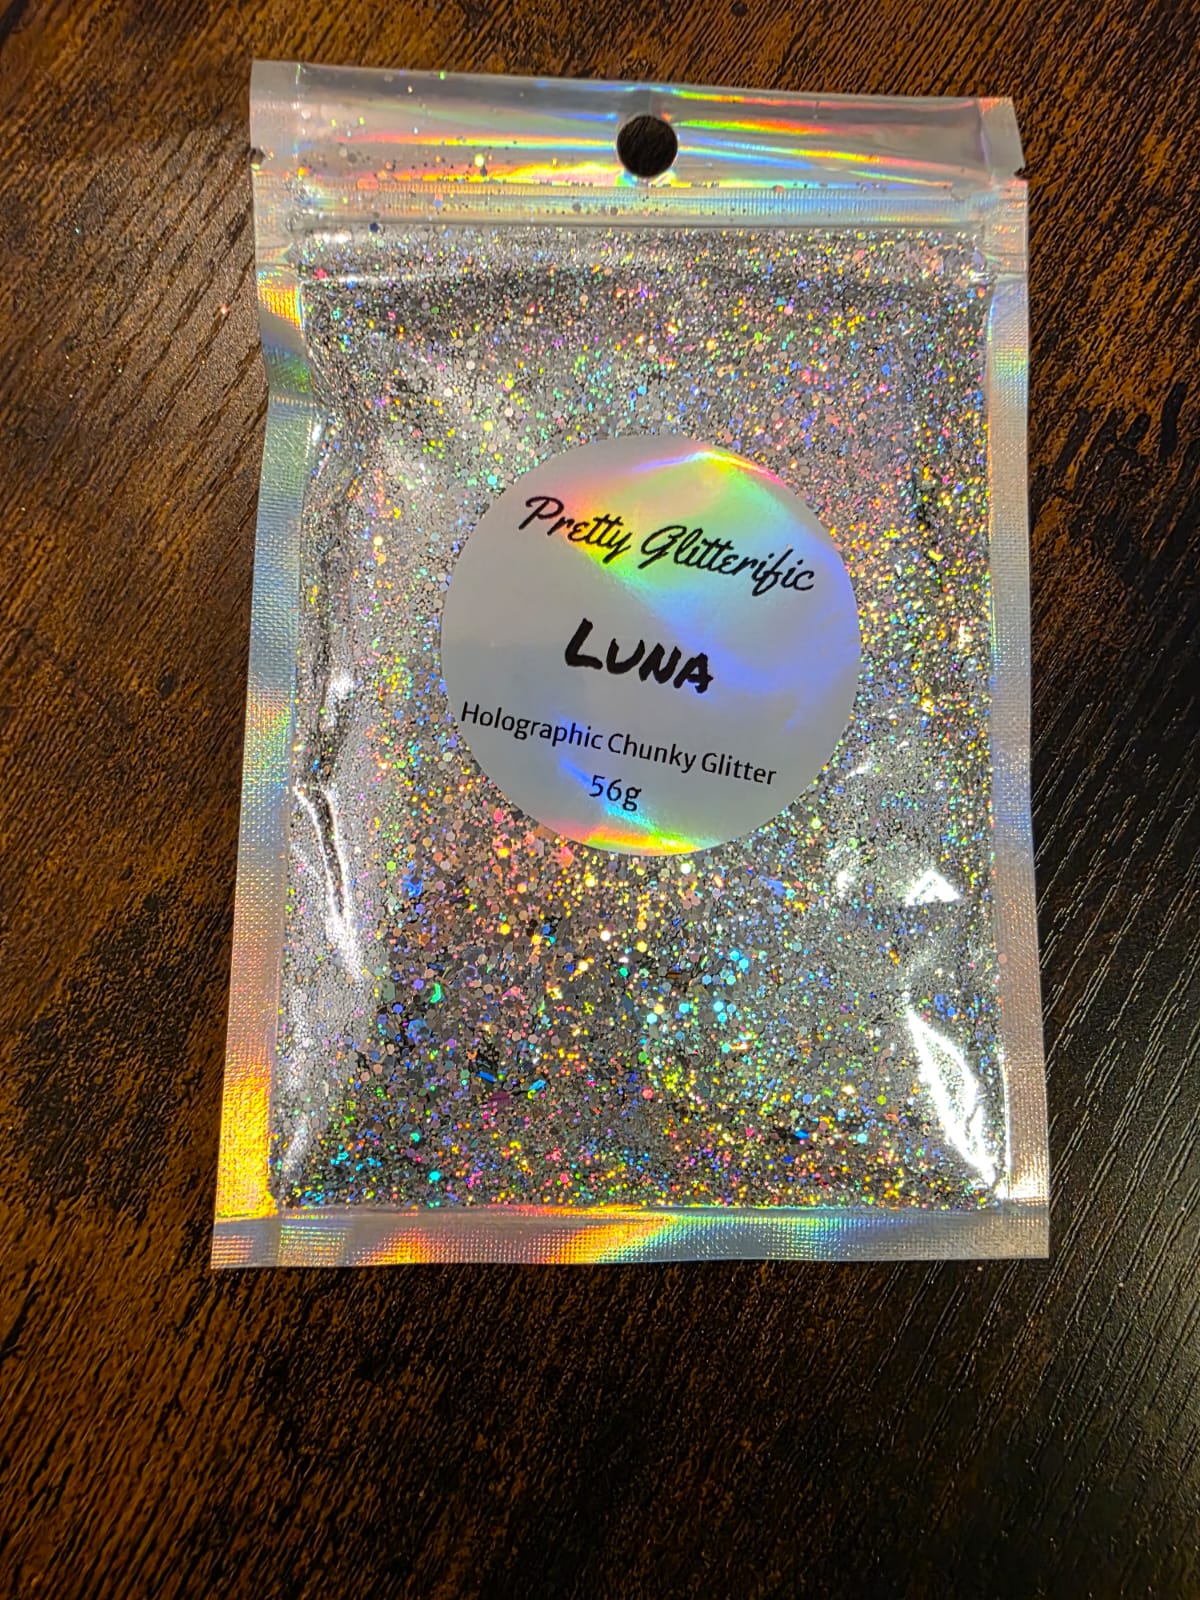 Pretty Glitterific
LUNA
Holographic Chunky Glitter
56g